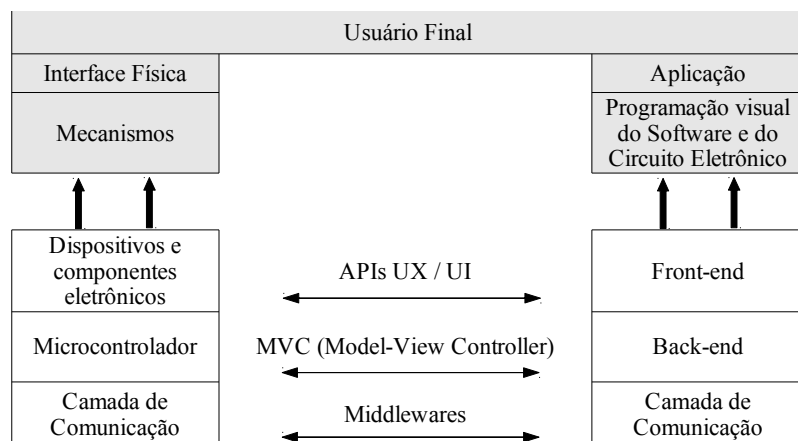 Usuário Final
Interface Física
Aplicação
Mecanismos
Programação visual
do Software e do
Circuito Eletrônico
Dispositivos e
componentes
eletrônicos
APIs UX / UI
Front-end
Microcontrolador
MVC (Model-View Controller)
Back-end
Camada de
Comunicação
Middlewares
Camada de
Comunicação